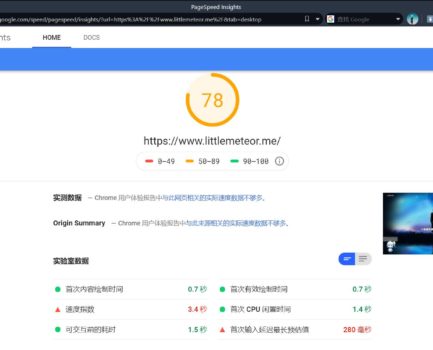 PageSpeed Insights
google.com/speed/pagespeed/insights/?url=https%3A%2F%2Fwww.littlemeteor.me%2F&tab=desktop
查找 Google
hts
HOME
DOCS
78
https://www.littlemeteor.me/
0–49
50–89
90–100
实测数据 — Chrome 用户体验报告中与此网页相关的实际速度数据不够多。
Origin Summary — Chrome 用户体验报告中与此来源相关的实际速度数据不够多。
实验室数据
首次内容绘制时间 0.7 秒
首次有效绘制时间 0.7 秒
速度指数 3.4 秒
首次 CPU 闲置时间 1.4 秒
可交互前的耗时 1.5 秒
首次输入延迟最长预估值 280 毫秒